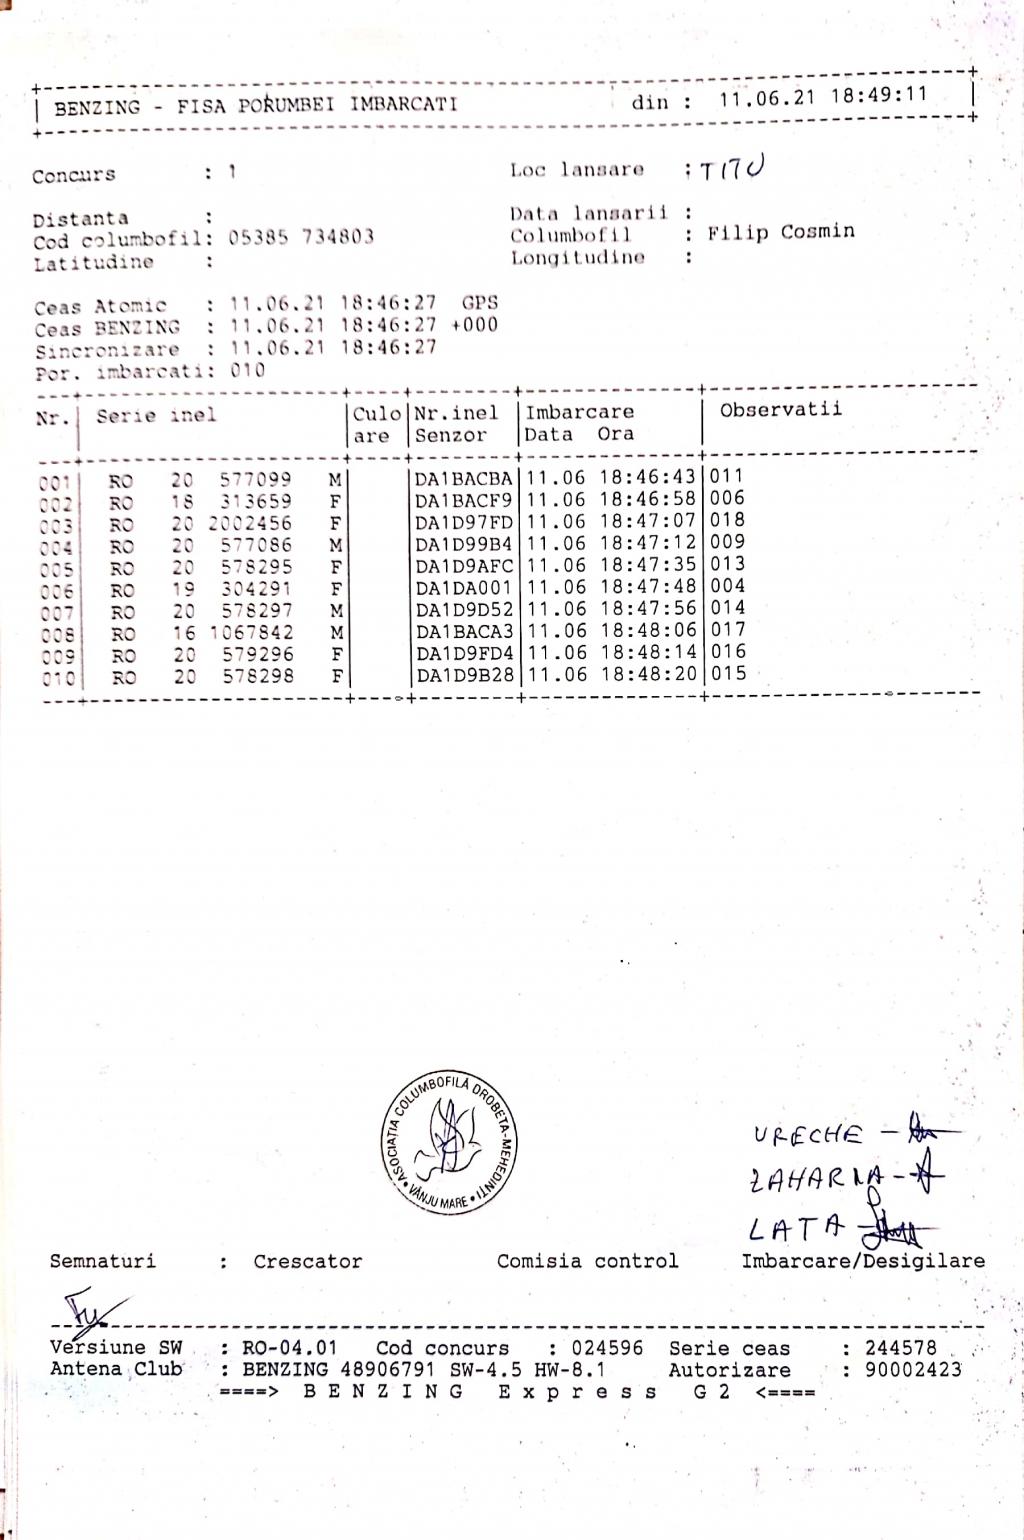 BENZING - FISA PORUMBEI IMBARCATI din : 11.06.21 18:49:11
Concurs : 1 Loc lansare : TITU
Distanta : Data lansarii :
Cod columbofil: 05385 734803 Columbofil : Filip Cosmin
Latitudine : Longitudine :
Ceas Atomic : 11.06.21 18:46:27 GPS
Ceas BENZING : 11.06.21 18:46:27 +000
Sincronizare : 11.06.21 18:46:27
Por. imbarcati: 010
Nr. Serie inel Culo Nr.inel Imbarcare Observatii
are Senzor Data Ora
001 RO 20 577099 M DA1BACBA 11.06 18:46:43 011
002 RO 18 313659 F DA1BACF9 11.06 18:46:58 006
003 RO 20 2002456 F DA1D97FD 11.06 18:47:07 018
004 RO 20 577086 M DA1D99B4 11.06 18:47:12 009
005 RO 20 578295 F DA1D9AFC 11.06 18:47:35 013
006 RO 19 304291 F DA1DA001 11.06 18:47:48 004
007 RO 20 578297 M DA1D9D52 11.06 18:47:56 014
008 RO 16 1067842 M DA1BACA3 11.06 18:48:06 017
009 RO 20 579296 F DA1D9FD4 11.06 18:48:14 016
010 RO 20 578298 F DA1D9B28 11.06 18:48:20 015
ASOCIATIA COLUMBOFILĂ DROBETA-MEHEDINTI
• VÂNJU MARE •
URECHE -
ZAHARIA -
LATA -
Semnaturi : Crescator Comisia control Imbarcare/Desigilare
Versiune SW : RO-04.01 Cod concurs : 024596 Serie ceas : 244578
Antena Club : BENZING 48906791 SW-4.5 HW-8.1 Autorizare : 90002423
====> B E N Z I N G E x p r e s s G 2 <====